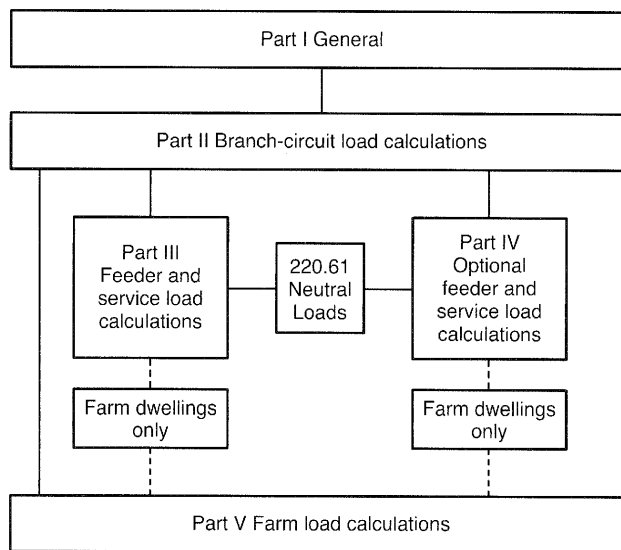 Part I General
Part II Branch-circuit load calculations
Part III
Feeder and
service load
calculations
220.61
Neutral
Loads
Part IV
Optional
feeder and
service load
calculations
Farm dwellings
only
Farm dwellings
only
Part V Farm load calculations